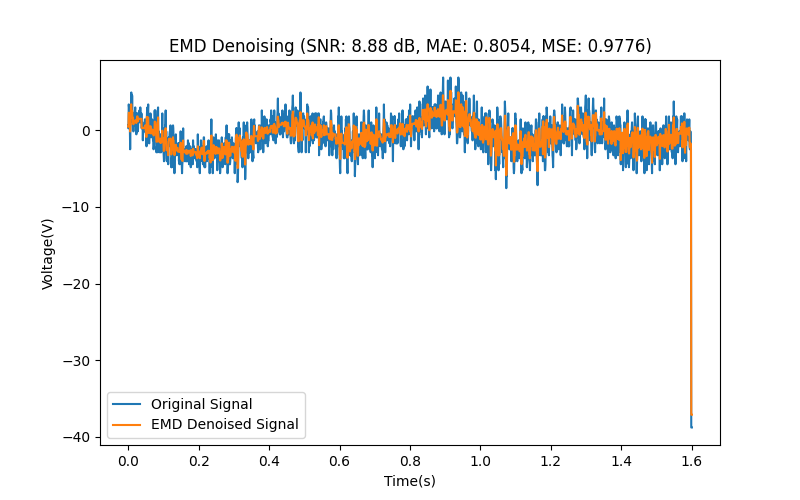 EMD Denoising (SNR: 8.88 dB, MAE: 0.8054, MSE: 0.9776)
0
−10
−20
−30
−40
Voltage(V)
Original Signal
EMD Denoised Signal
0.0 0.2 0.4 0.6 0.8 1.0 1.2 1.4 1.6
Time(s)